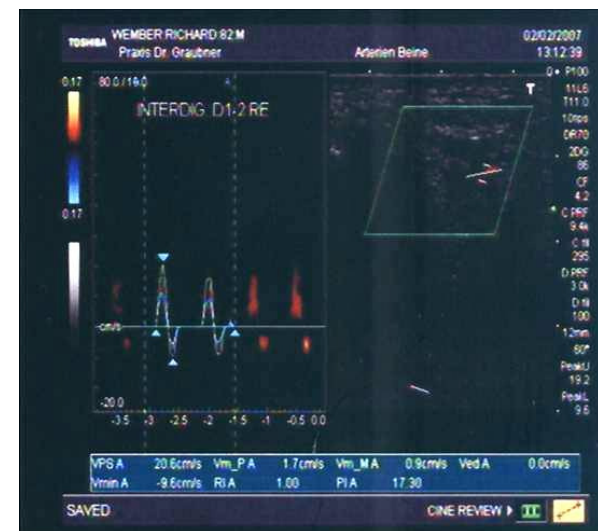 TOSHIBA WEMBER RICHARD 82 M 02/02/2007
Praxis Dr. Graubner Arterien Beine 13:12:39
0.17
0.17
80.0 / 19.0
INTERDIG. D1-2 RE
cm/s
-20.0
-3.5 -3 -2.5 -2 -1.5 -1 -0.5 0.0
T
0 P100
11L6
T11.0
10fps
DR70
2DG
86
CF
4.2
C.PRF
9.4k
C.fil
295
D.PRF
3.0k
D.fil
100
12mm
60°
PeakU
19.2
PeakL
9.6
VPS A 20.6cm/s Vm_P A 1.7cm/s Vm_M A 0.9cm/s Ved A 0.0cm/s
Vmin A -9.6cm/s RI A 1.00 PI A 17.30
SAVED CINE REVIEW